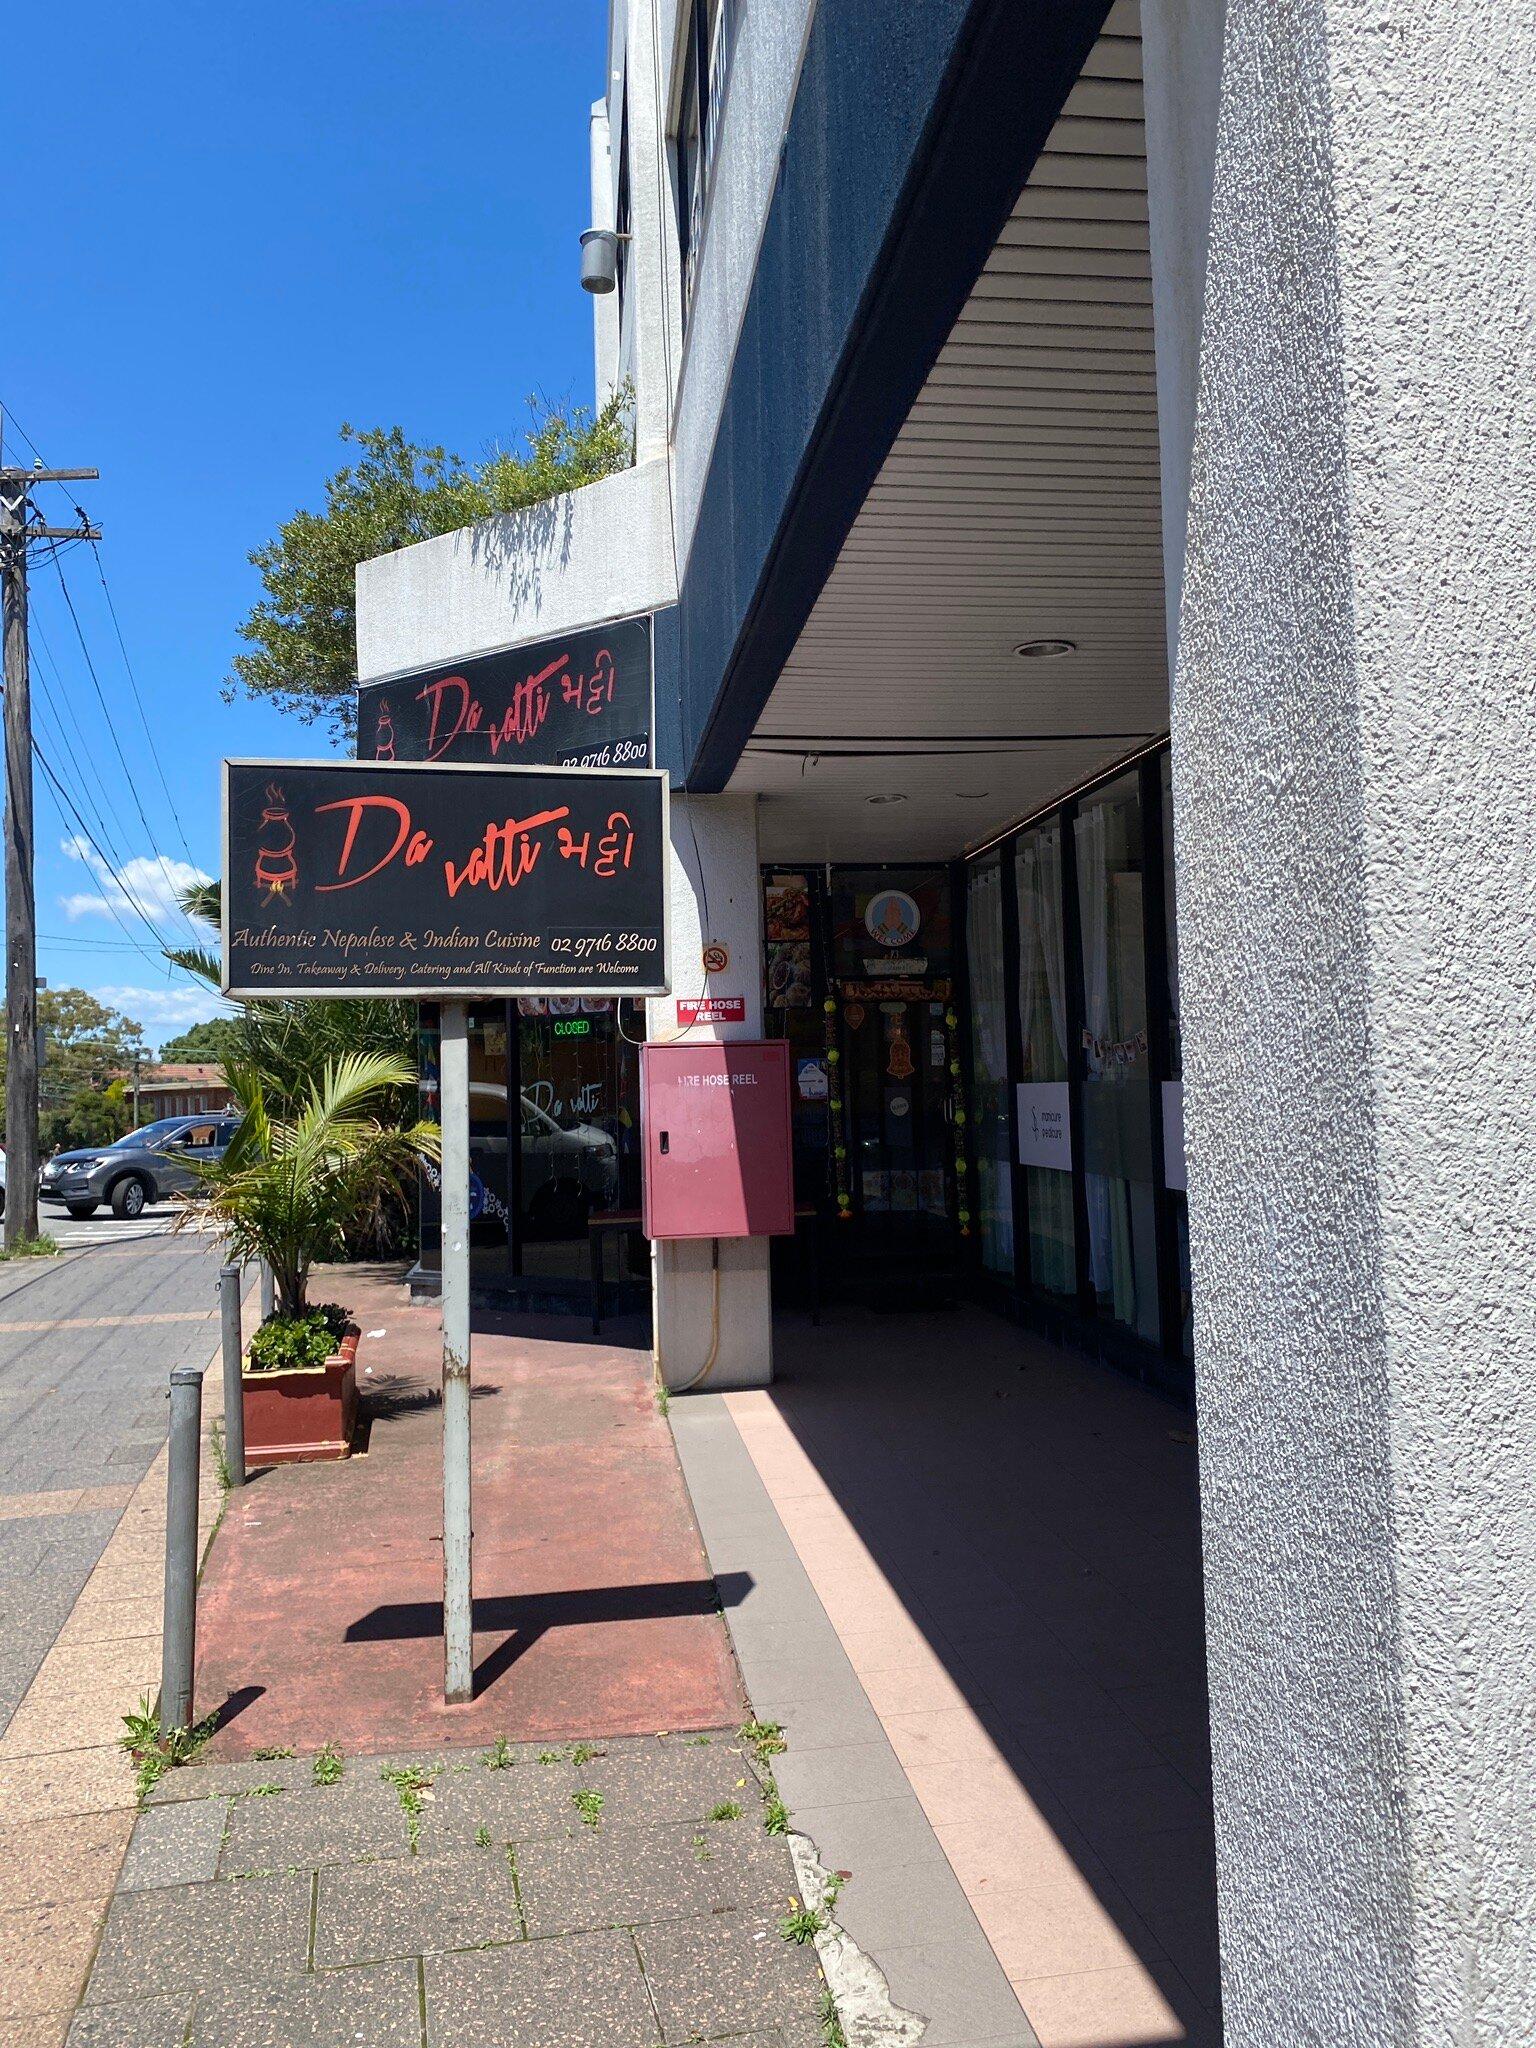 Da vatti भट्टी
02 9716 8800
Da vatti भट्टी
Authentic Nepalese & Indian Cuisine 02 9716 8800
Dine In, Takeaway & Delivery, Catering and All Kinds of Function are Welcome
WELCOME
FIRE HOSE
REEL
CLOSED
FIRE HOSE REEL
Da vatti
manicure
pedicure